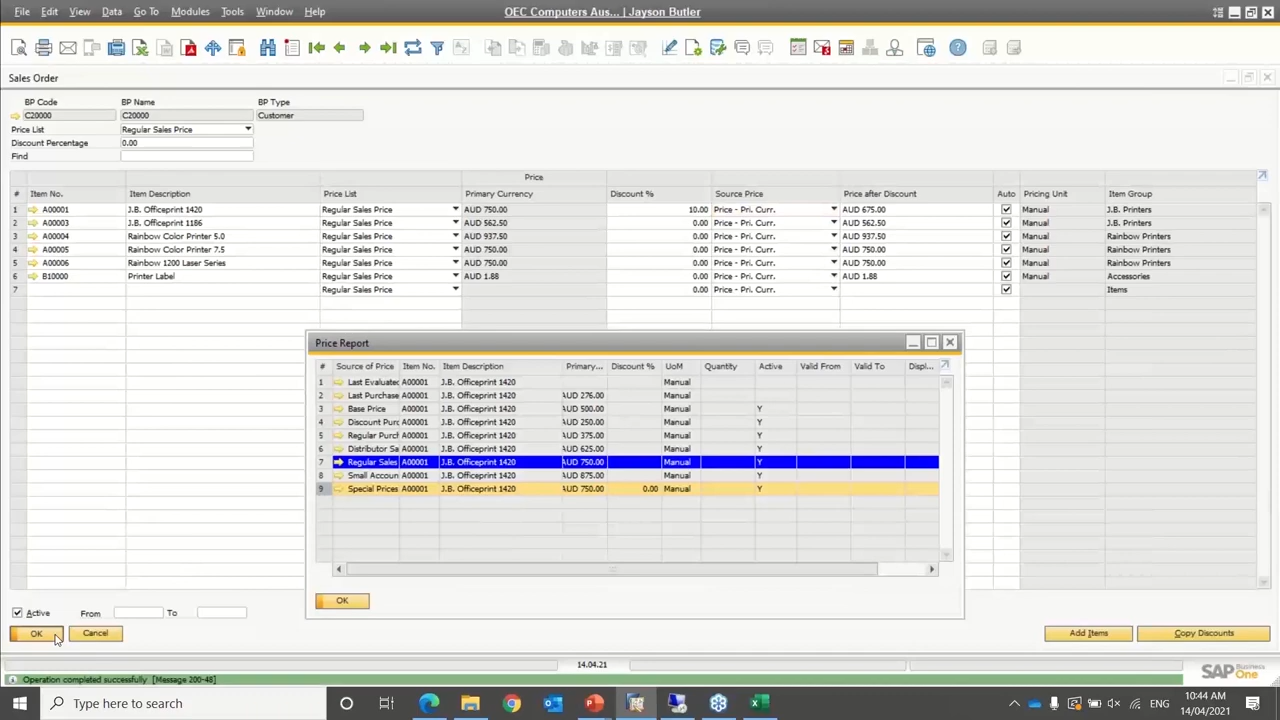 File Edit View Data Go To Modules Tools Window Help OEC Computers Aus... | Jayson Butler
Sales Order
BP Code BP Name BP Type
C20000 C20000 Customer
Price List Regular Sales Price
Discount Percentage 0.00
Find
Price
# Item No. Item Description Price List Primary Currency Discount % Source Price Price after Discount Auto Pricing Unit Item Group
1 A00001 J.B. Officeprint 1420 Regular Sales Price AUD 750.00 10.00 Price - Pri. Curr. AUD 675.00 Manual J.B. Printers
2 A00003 J.B. Officeprint 1186 Regular Sales Price AUD 562.50 0.00 Price - Pri. Curr. AUD 562.50 Manual J.B. Printers
3 A00004 Rainbow Color Printer 5.0 Regular Sales Price AUD 937.50 0.00 Price - Pri. Curr. AUD 937.50 Manual Rainbow Printers
4 A00005 Rainbow Color Printer 7.5 Regular Sales Price AUD 750.00 0.00 Price - Pri. Curr. AUD 750.00 Manual Rainbow Printers
5 A00006 Rainbow 1200 Laser Series Regular Sales Price AUD 750.00 0.00 Price - Pri. Curr. AUD 750.00 Manual Rainbow Printers
6 B10000 Printer Label Regular Sales Price AUD 1.88 0.00 Price - Pri. Curr. AUD 1.88 Manual Accessories
7 Regular Sales Price 0.00 Price - Pri. Curr. Items
Price Report
# Source of Price Item No. Item Description Primary... Discount % UoM Quantity Active Valid From Valid To Displ...
1 Last Evaluated A00001 J.B. Officeprint 1420 Manual
2 Last Purchase A00001 J.B. Officeprint 1420 AUD 276.00 Manual
3 Base Price A00001 J.B. Officeprint 1420 AUD 500.00 Manual Y
4 Discount Purc A00001 J.B. Officeprint 1420 AUD 250.00 Manual Y
5 Regular Purch A00001 J.B. Officeprint 1420 AUD 375.00 Manual Y
6 Distributor Sa A00001 J.B. Officeprint 1420 AUD 625.00 Manual Y
7 Regular Sales A00001 J.B. Officeprint 1420 AUD 750.00 Manual Y
8 Small Accoun A00001 J.B. Officeprint 1420 AUD 875.00 Manual Y
9 Special Prices A00001 J.B. Officeprint 1420 AUD 750.00 0.00 Manual Y
OK
Active From To
OK Cancel Add Items Copy Discounts
14.04.21
SAP Business One
Operation completed successfully [Message 200-48]
Type here to search ENG 10:44 AM
14/04/2021